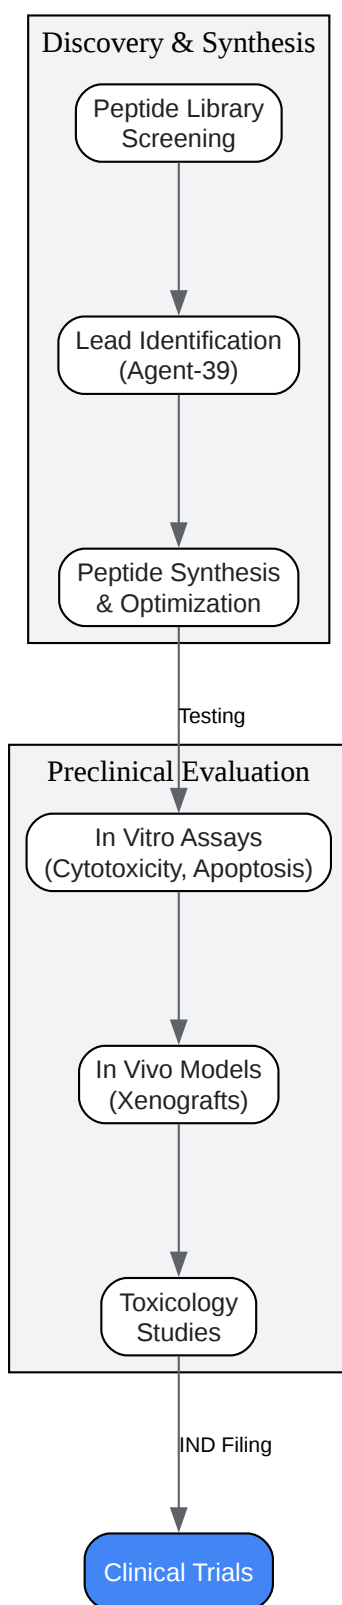 Discovery & Synthesis
Peptide Library
Screening
Lead Identification
(Agent-39)
Peptide Synthesis
& Optimization
Testing
Preclinical Evaluation
In Vitro Assays
(Cytotoxicity, Apoptosis)
In Vivo Models
(Xenografts)
Toxicology
Studies
IND Filing
Clinical Trials